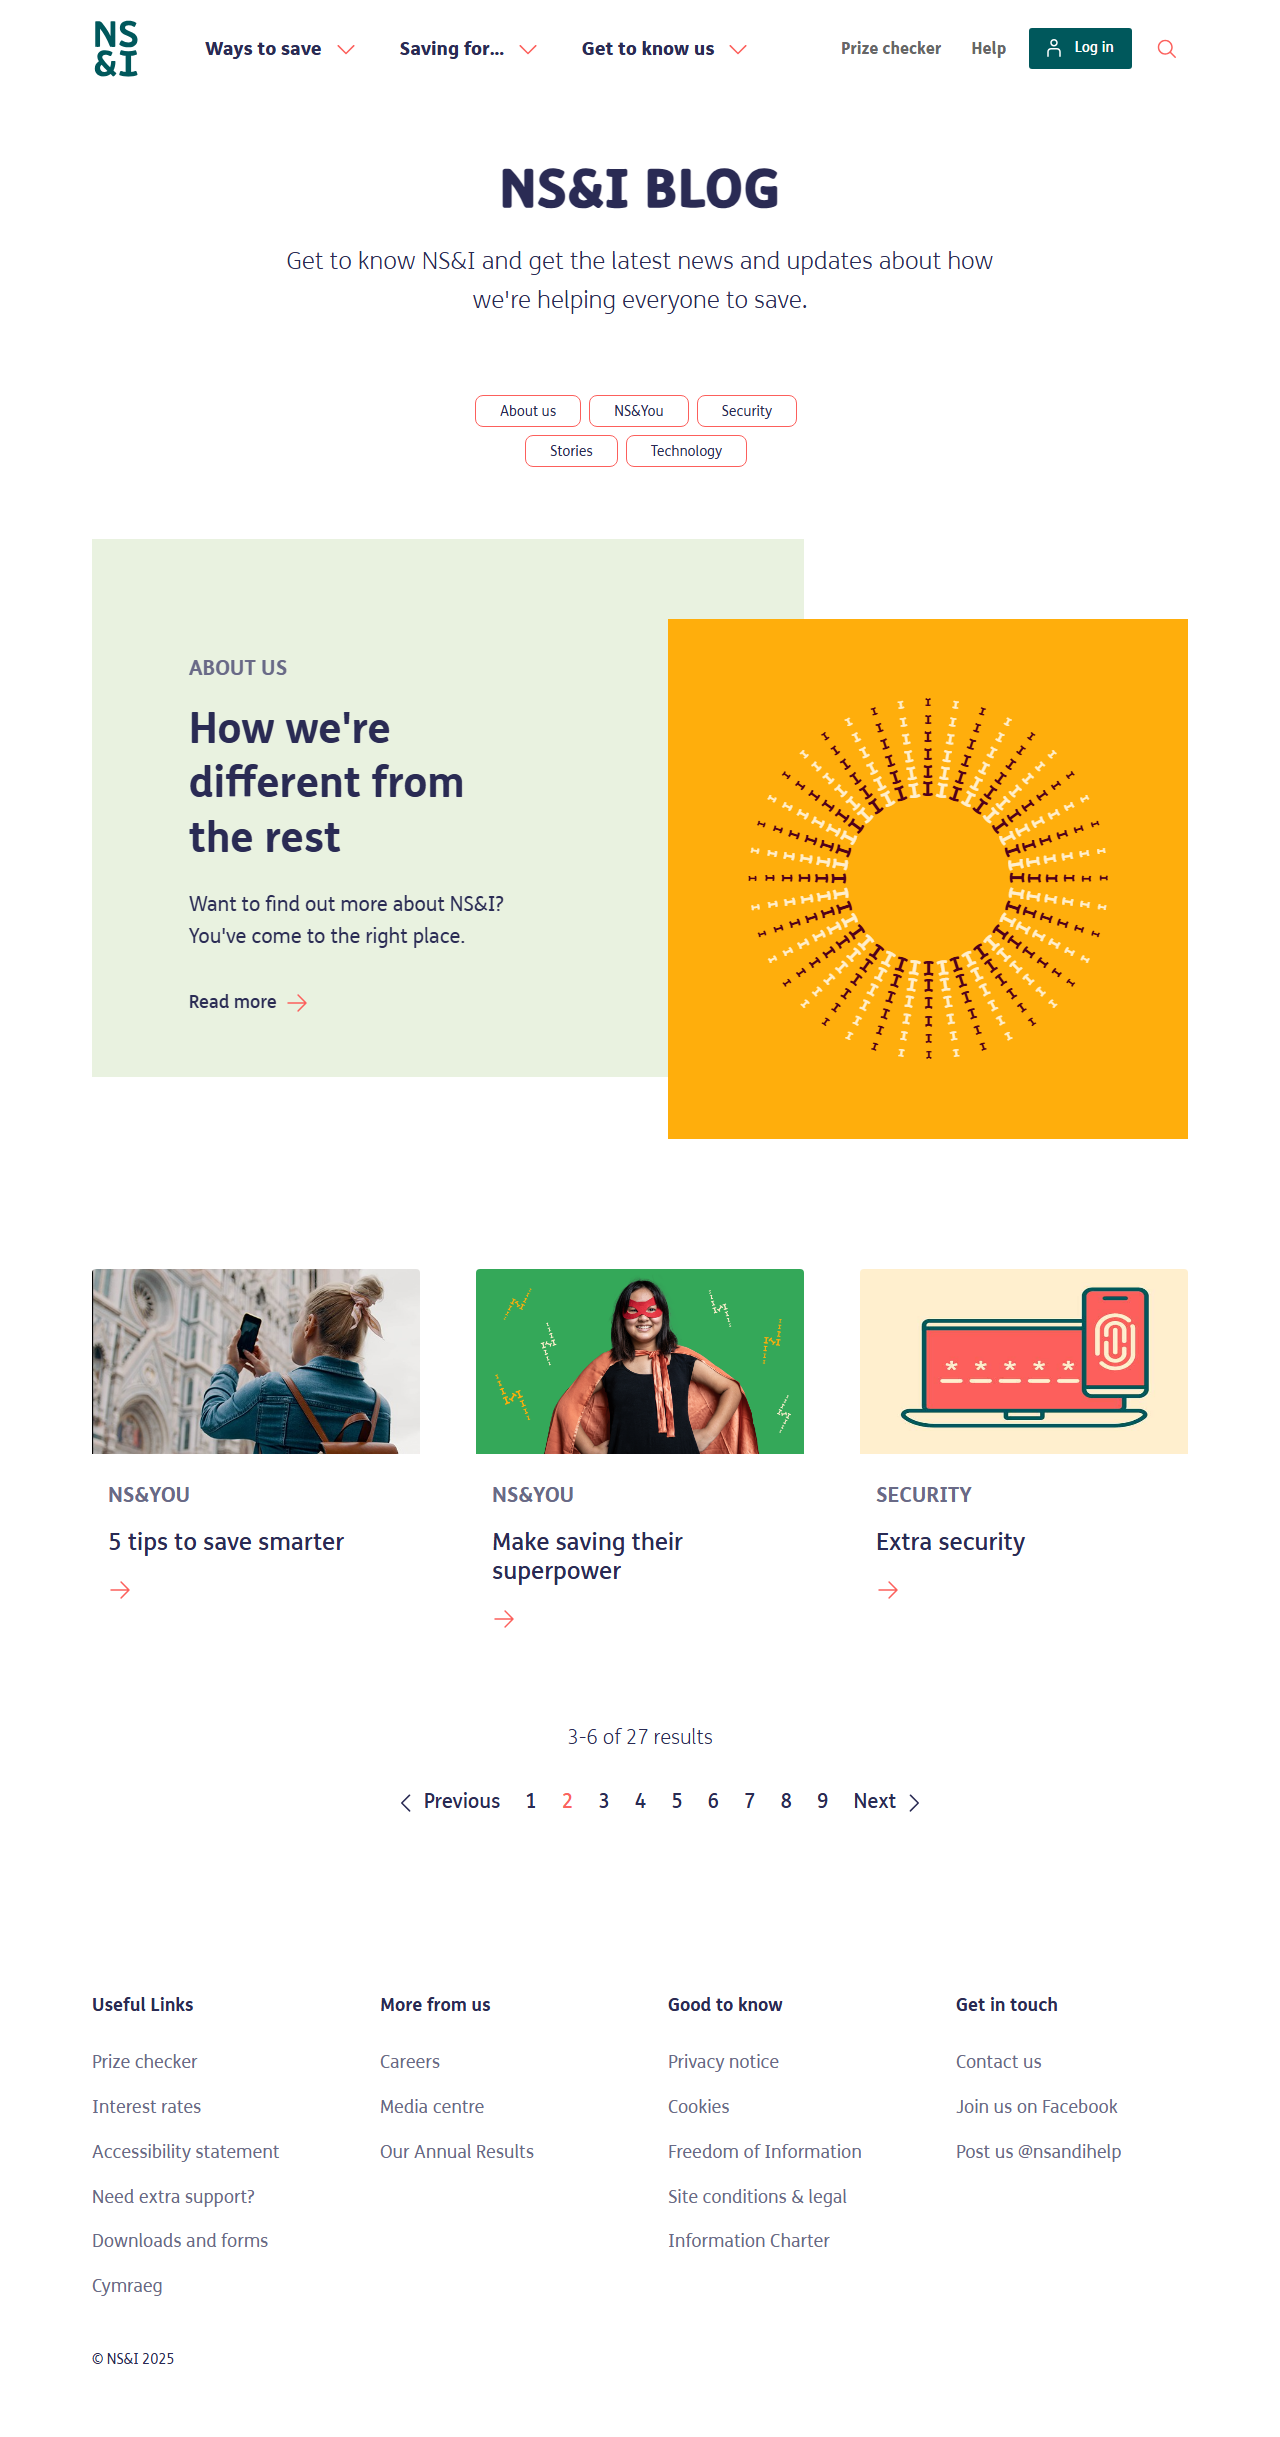 NS
&I
Ways to save
Saving for...
Get to know us
Prize checker
Help
Log in
NS&I BLOG
Get to know NS&I and get the latest news and updates about how
we're helping everyone to save.
About us
NS&You
Security
Stories
Technology
ABOUT US
How we're
different from
the rest
Want to find out more about NS&I?
You've come to the right place.
Read more
NS&YOU
5 tips to save smarter
NS&YOU
Make saving their
superpower
* * * * *
SECURITY
Extra security
3-6 of 27 results
Previous 1 2 3 4 5 6 7 8 9 Next
Useful Links
Prize checker
Interest rates
Accessibility statement
Need extra support?
Downloads and forms
Cymraeg
More from us
Careers
Media centre
Our Annual Results
Good to know
Privacy notice
Cookies
Freedom of Information
Site conditions & legal
Information Charter
Get in touch
Contact us
Join us on Facebook
Post us @nsandihelp
© NS&I 2025